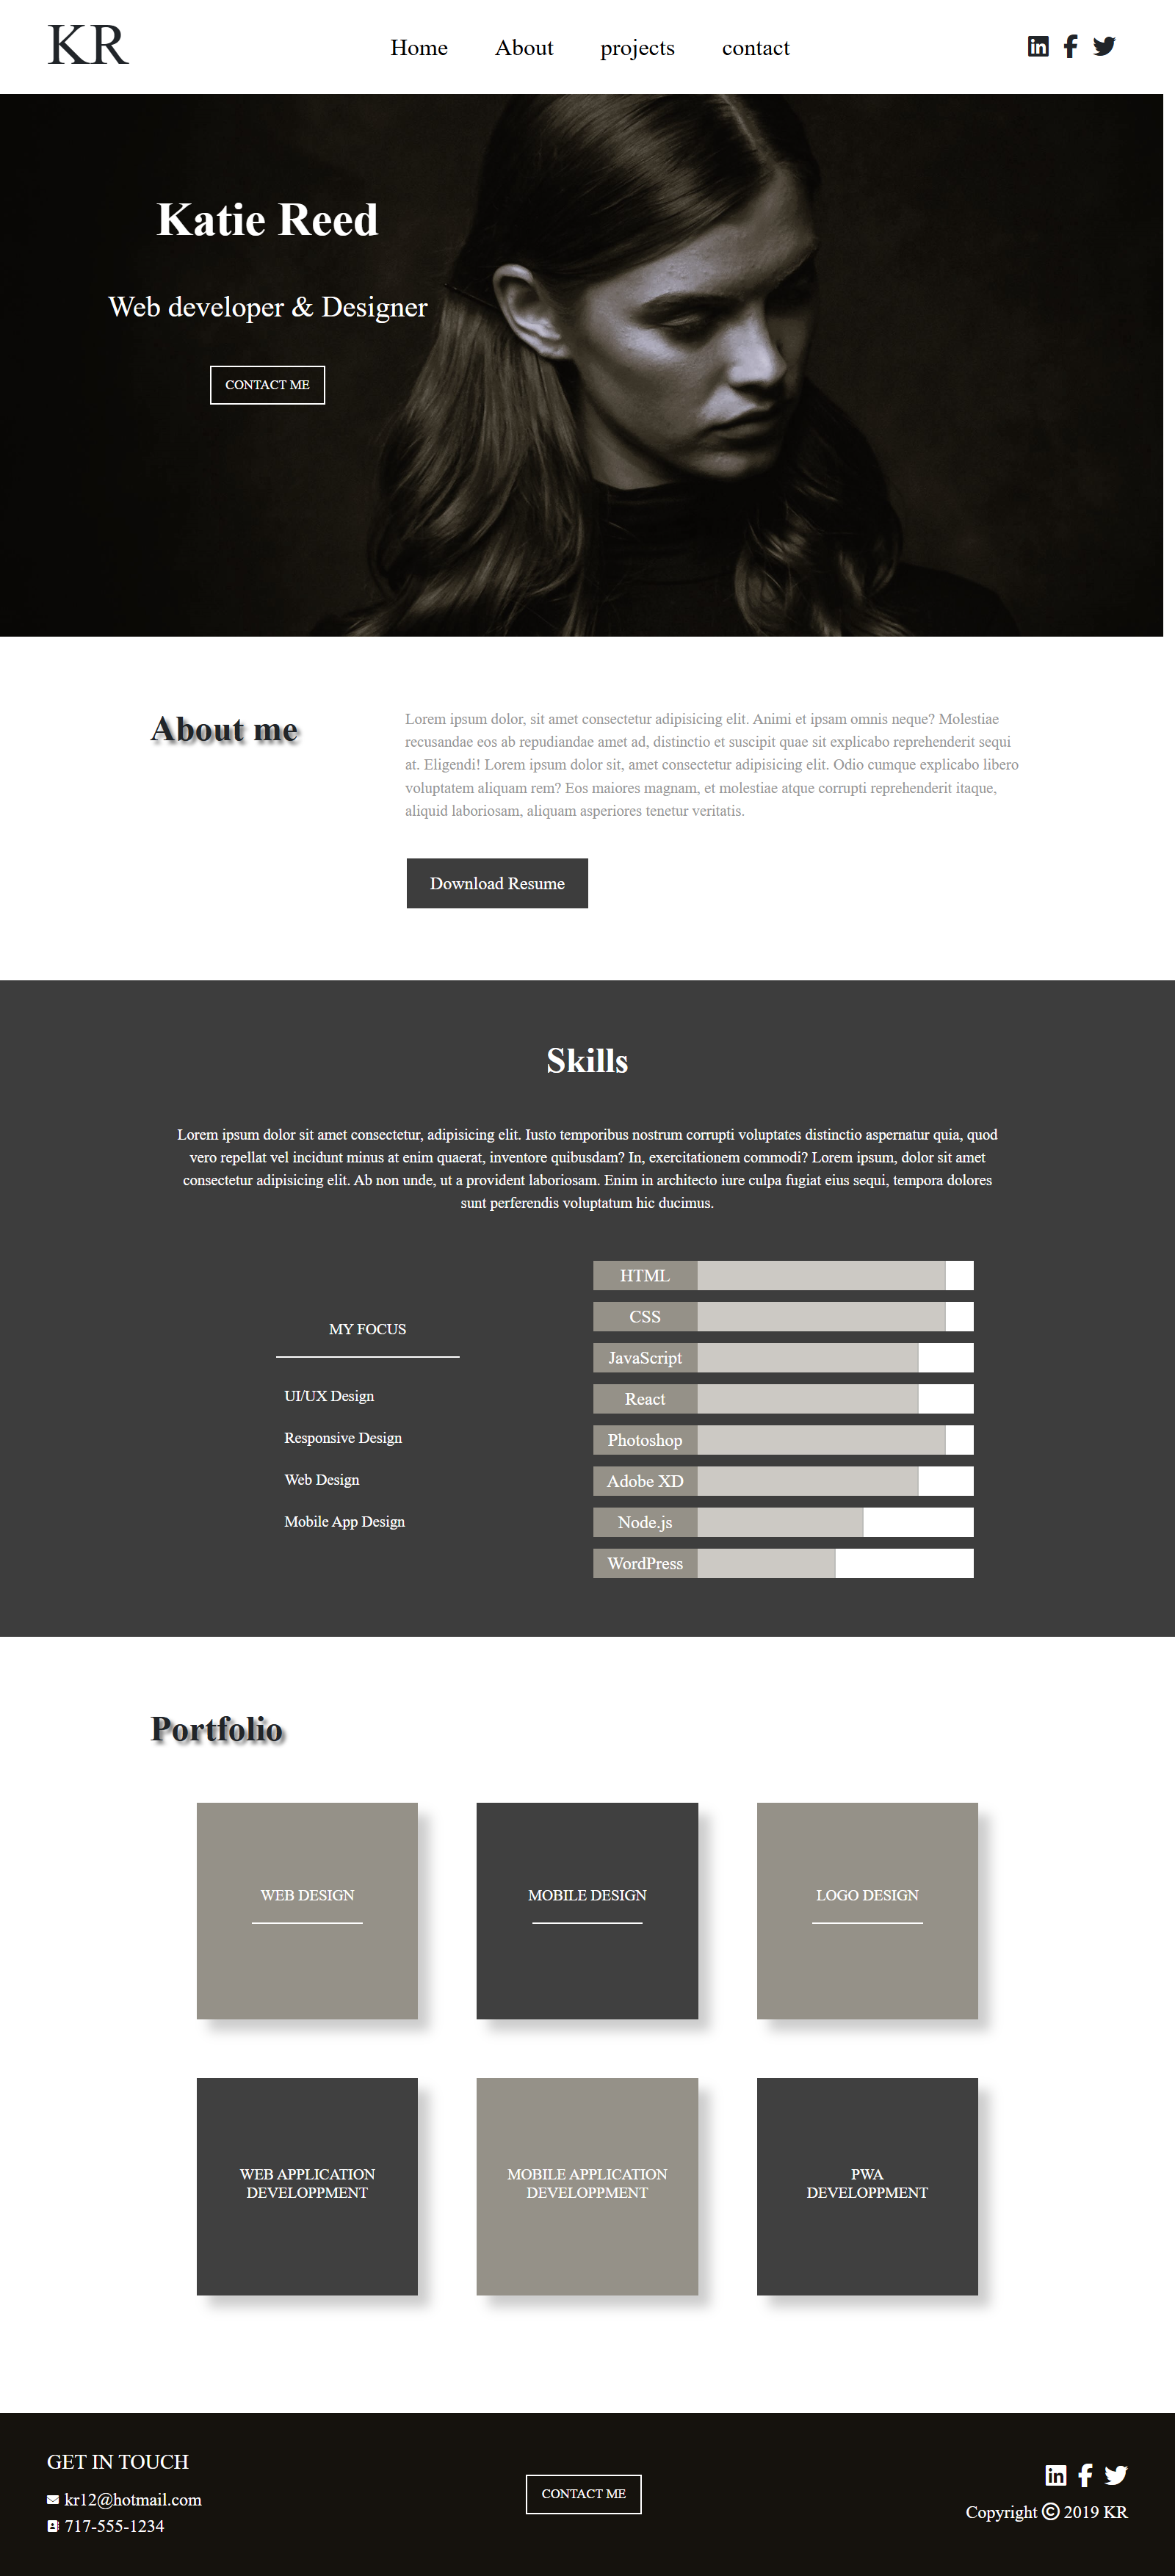 KR
Home About projects contact
Katie Reed
Web developer & Designer
CONTACT ME
About me
Lorem ipsum dolor, sit amet consectetur adipisicing elit. Animi et ipsam omnis neque? Molestiae
recusandae eos ab repudiandae amet ad, distinctio et suscipit quae sit explicabo reprehenderit sequi
at. Eligendi! Lorem ipsum dolor sit, amet consectetur adipisicing elit. Odio cumque explicabo libero
voluptatem aliquam rem? Eos maiores magnam, et molestiae atque corrupti reprehenderit itaque,
aliquid laboriosam, aliquam asperiores tenetur veritatis.
Download Resume
Skills
Lorem ipsum dolor sit amet consectetur, adipisicing elit. Iusto temporibus nostrum corrupti voluptates distinctio aspernatur quia, quod
vero repellat vel incidunt minus at enim quaerat, inventore quibusdam? In, exercitationem commodi? Lorem ipsum, dolor sit amet
consectetur adipisicing elit. Ab non unde, ut a provident laboriosam. Enim in architecto iure culpa fugiat eius sequi, tempora dolores
sunt perferendis voluptatum hic ducimus.
MY FOCUS
UI/UX Design
Responsive Design
Web Design
Mobile App Design
HTML
CSS
JavaScript
React
Photoshop
Adobe XD
Node.js
WordPress
Portfolio
WEB DESIGN
MOBILE DESIGN
LOGO DESIGN
WEB APPLICATION
DEVELOPPMENT
MOBILE APPLICATION
DEVELOPPMENT
PWA
DEVELOPPMENT
GET IN TOUCH
kr12@hotmail.com
717-555-1234
CONTACT ME
Copyright © 2019 KR